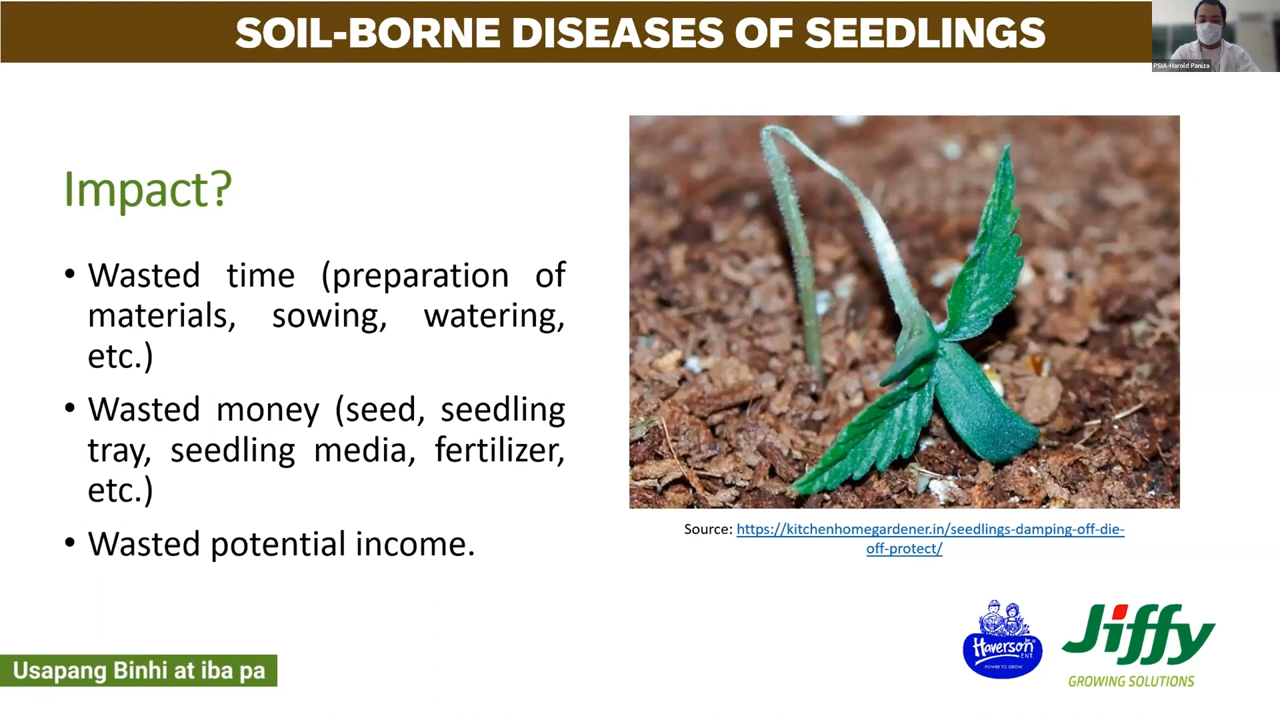 SOIL-BORNE DISEASES OF SEEDLINGS
PSIA-Harold Paniza
Impact?
• Wasted time (preparation of
materials, sowing, watering,
etc.)
• Wasted money (seed, seedling
tray, seedling media, fertilizer,
etc.)
• Wasted potential income.
Source: https://kitchenhomegardener.in/seedlings-damping-off-die-
off-protect/
Haverson
ENT.
POWER TO GROW
Jiffy
GROWING SOLUTIONS
Usapang Binhi at iba pa